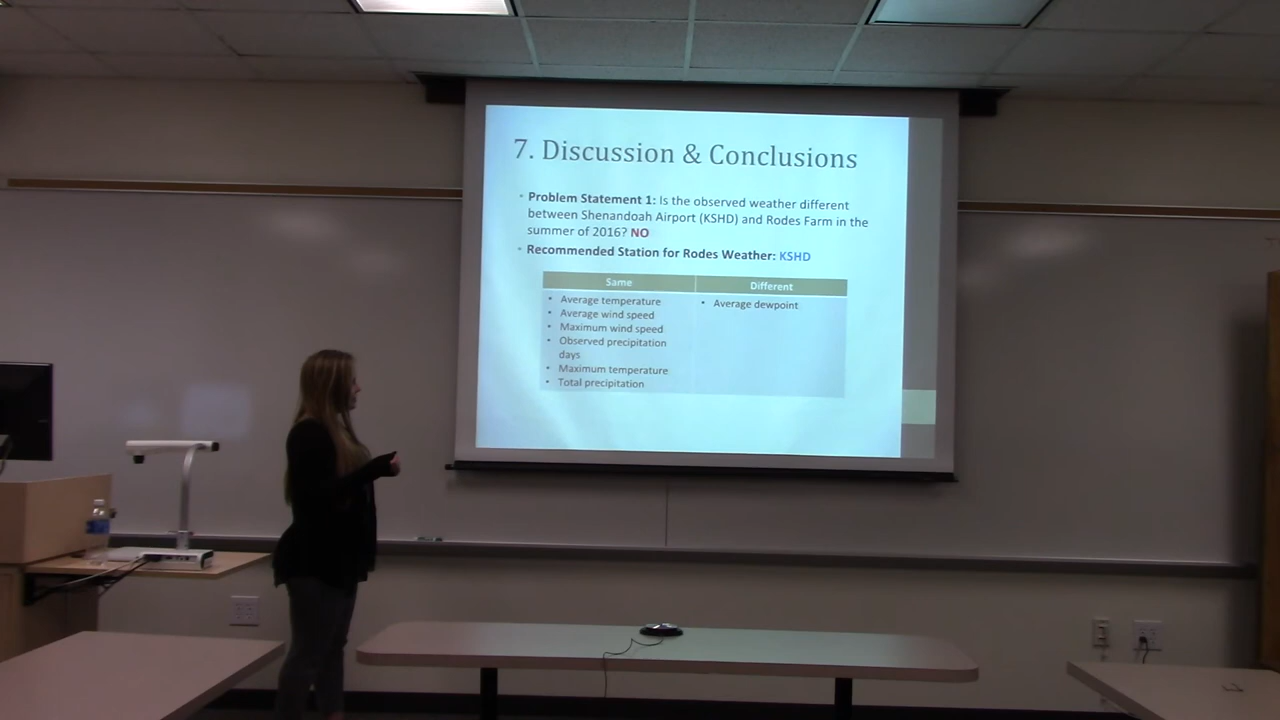 7. Discussion & Conclusions
• Problem Statement 1: Is the observed weather different
between Shenandoah Airport (KSHD) and Rodes Farm in the
summer of 2016? NO
• Recommended Station for Rodes Weather: KSHD
Same
Different
• Average temperature
• Average wind speed
• Maximum wind speed
• Observed precipitation
days
• Maximum temperature
• Total precipitation
• Average dewpoint